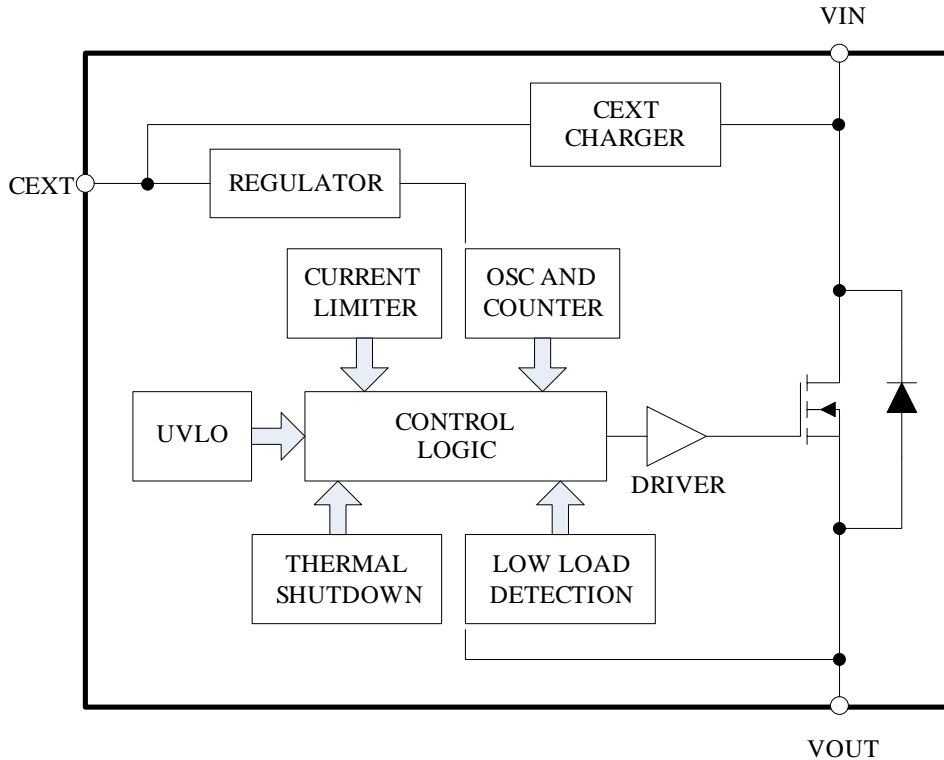 VIN
CEXT
CHARGER
CEXT
REGULATOR
CURRENT
LIMITER
OSC AND
COUNTER
UVLO
CONTROL
LOGIC
DRIVER
THERMAL
SHUTDOWN
LOW LOAD
DETECTION
VOUT